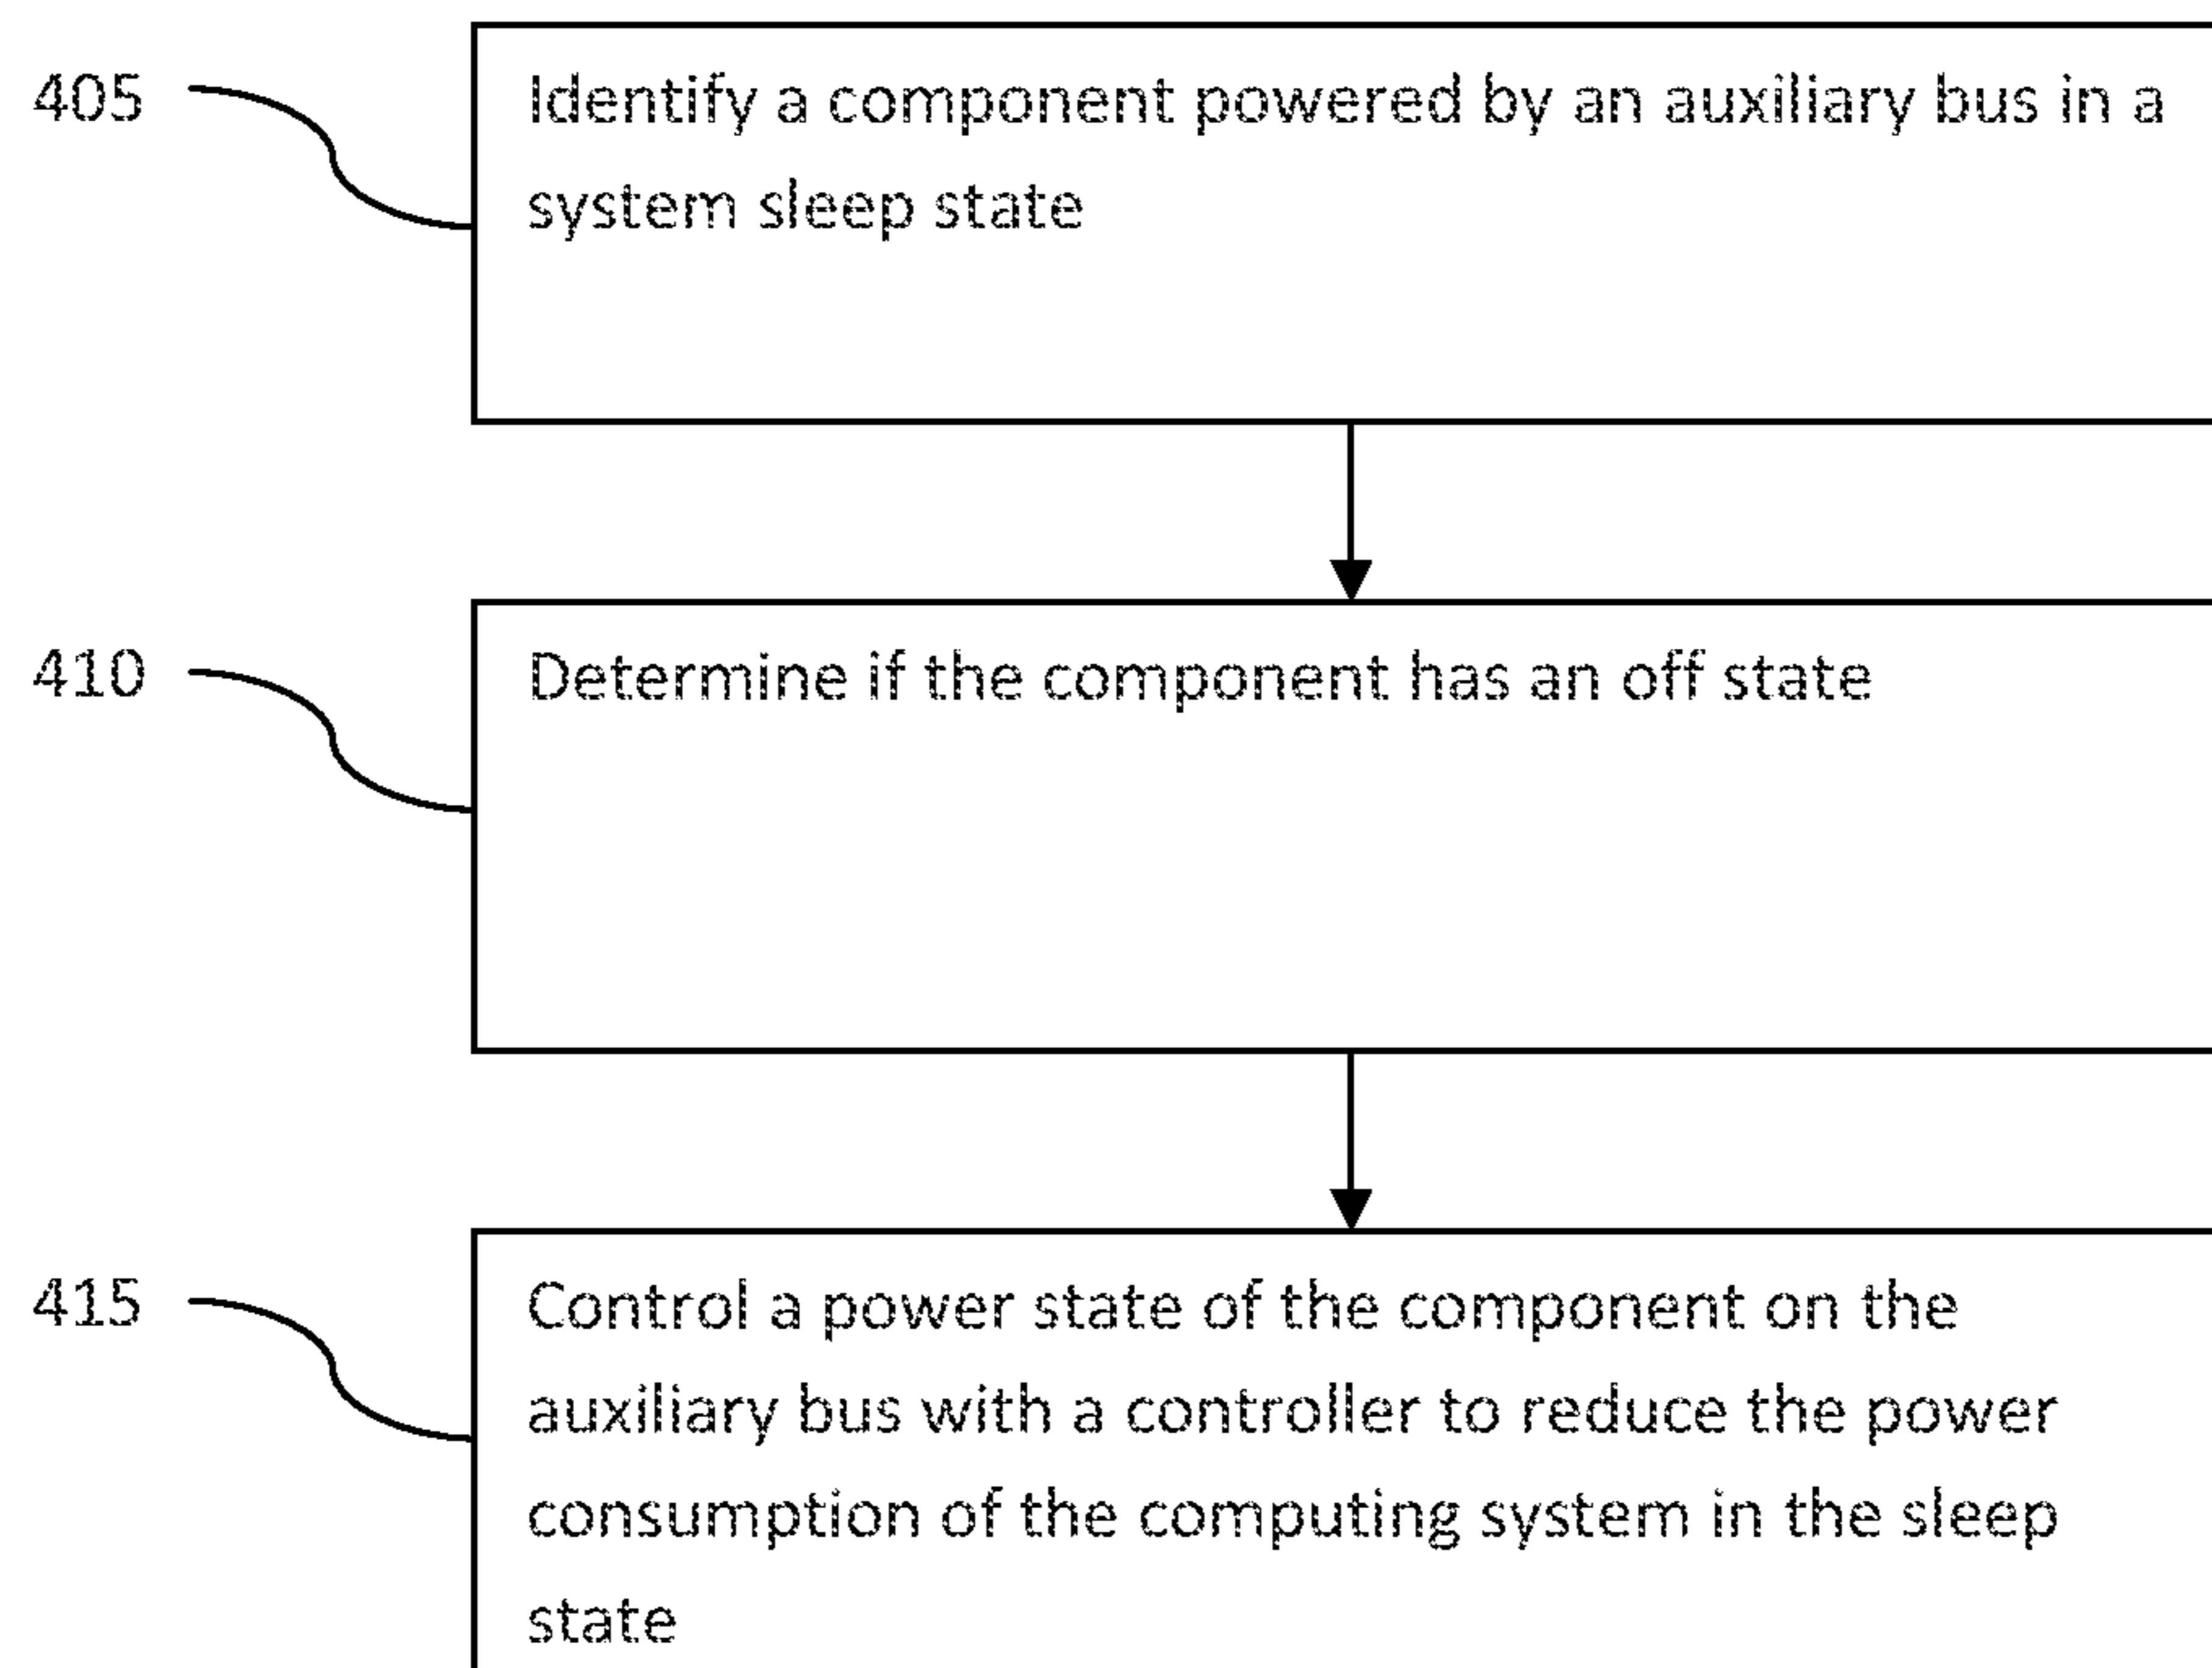 405
Identify a component powered by an auxiliary bus in a
system sleep state
410
Determine if the component has an off state
415
Control a power state of the component on the
auxiliary bus with a controller to reduce the power
consumption of the computing system in the sleep
state